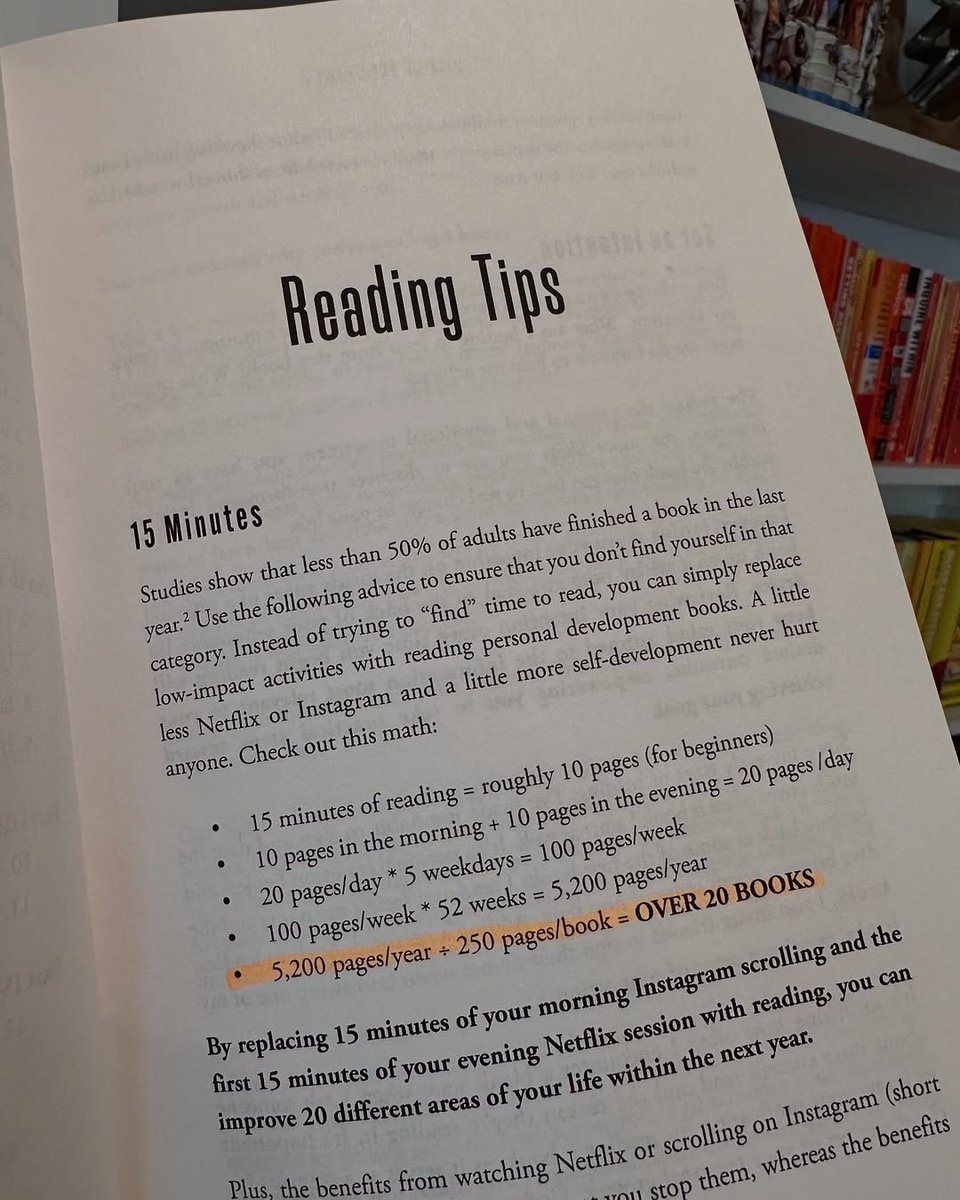 Reading Tips
15 Minutes
Studies show that less than 50% of adults have finished a book in the last
year.² Use the following advice to ensure that you don't find yourself in that
category. Instead of trying to “find” time to read, you can simply replace
low-impact activities with reading personal development books. A little
less Netflix or Instagram and a little more self-development never hurt
anyone. Check out this math:
• 15 minutes of reading = roughly 10 pages (for beginners)
• 10 pages in the morning + 10 pages in the evening = 20 pages /day
• 20 pages/day * 5 weekdays = 100 pages/week
• 100 pages/week * 52 weeks = 5,200 pages/year
• 5,200 pages/year ÷ 250 pages/book = OVER 20 BOOKS
By replacing 15 minutes of your morning Instagram scrolling and the
first 15 minutes of your evening Netflix session with reading, you can
improve 20 different areas of your life within the next year.
Plus, the benefits from watching Netflix or scrolling on Instagram (short
you stop them, whereas the benefits